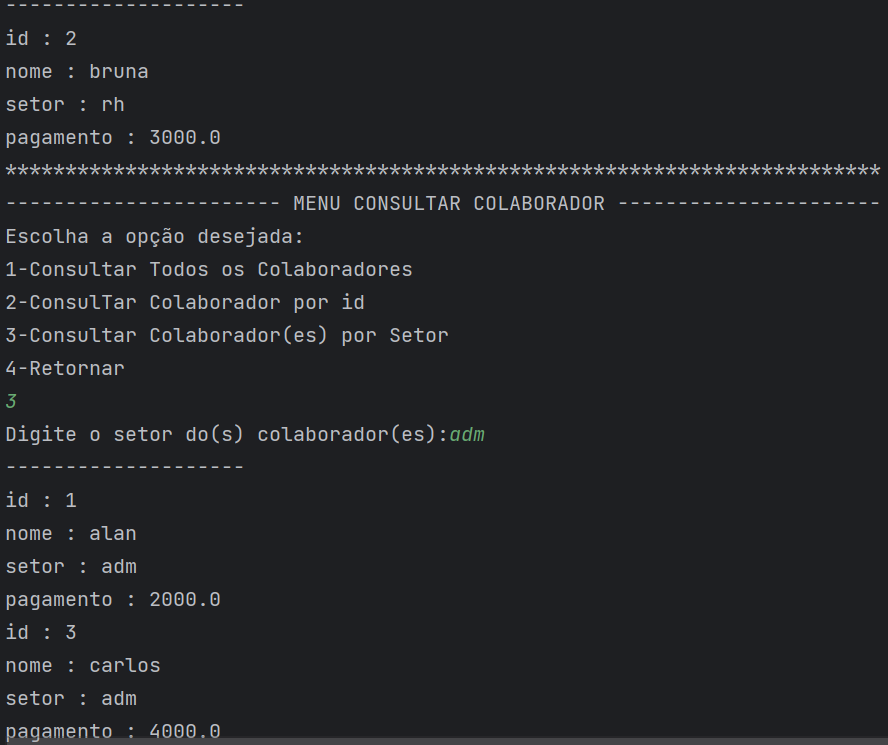 --------------------
id : 2
nome : bruna
setor : rh
pagamento : 3000.0
*************************************************************************
----------------------- MENU CONSULTAR COLABORADOR ----------------------
Escolha a opção desejada:
1-Consultar Todos os Colaboradores
2-ConsulTar Colaborador por id
3-Consultar Colaborador(es) por Setor
4-Retornar
3
Digite o setor do(s) colaborador(es):adm
--------------------
id : 1
nome : alan
setor : adm
pagamento : 2000.0
id : 3
nome : carlos
setor : adm
pagamento : 4000.0